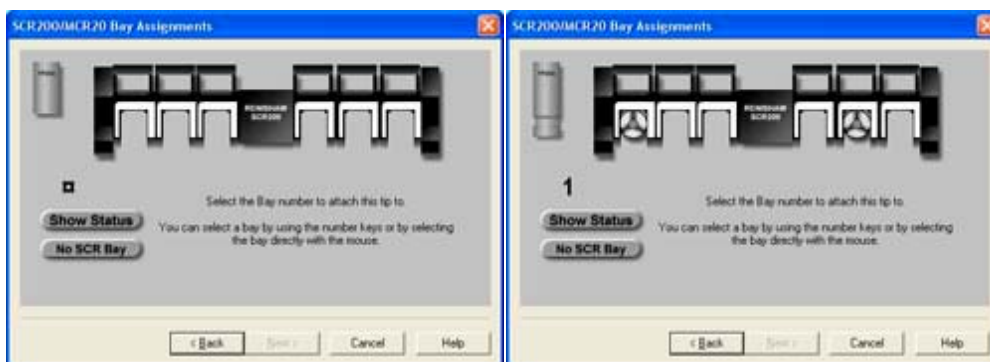 SCR200/MCR20 Bay Assignments
RENISHAW
SCR200
Select the Bay number to attach this tip to.
Show Status
You can select a bay by using the number keys or by selecting
the bay directly with the mouse.
No SCR Bay
< Back
Next >
Cancel
Help
SCR200/MCR20 Bay Assignments
RENISHAW
SCR200
1
Select the Bay number to attach this tip to.
Show Status
You can select a bay by using the number keys or by selecting
the bay directly with the mouse.
No SCR Bay
< Back
Next >
Cancel
Help